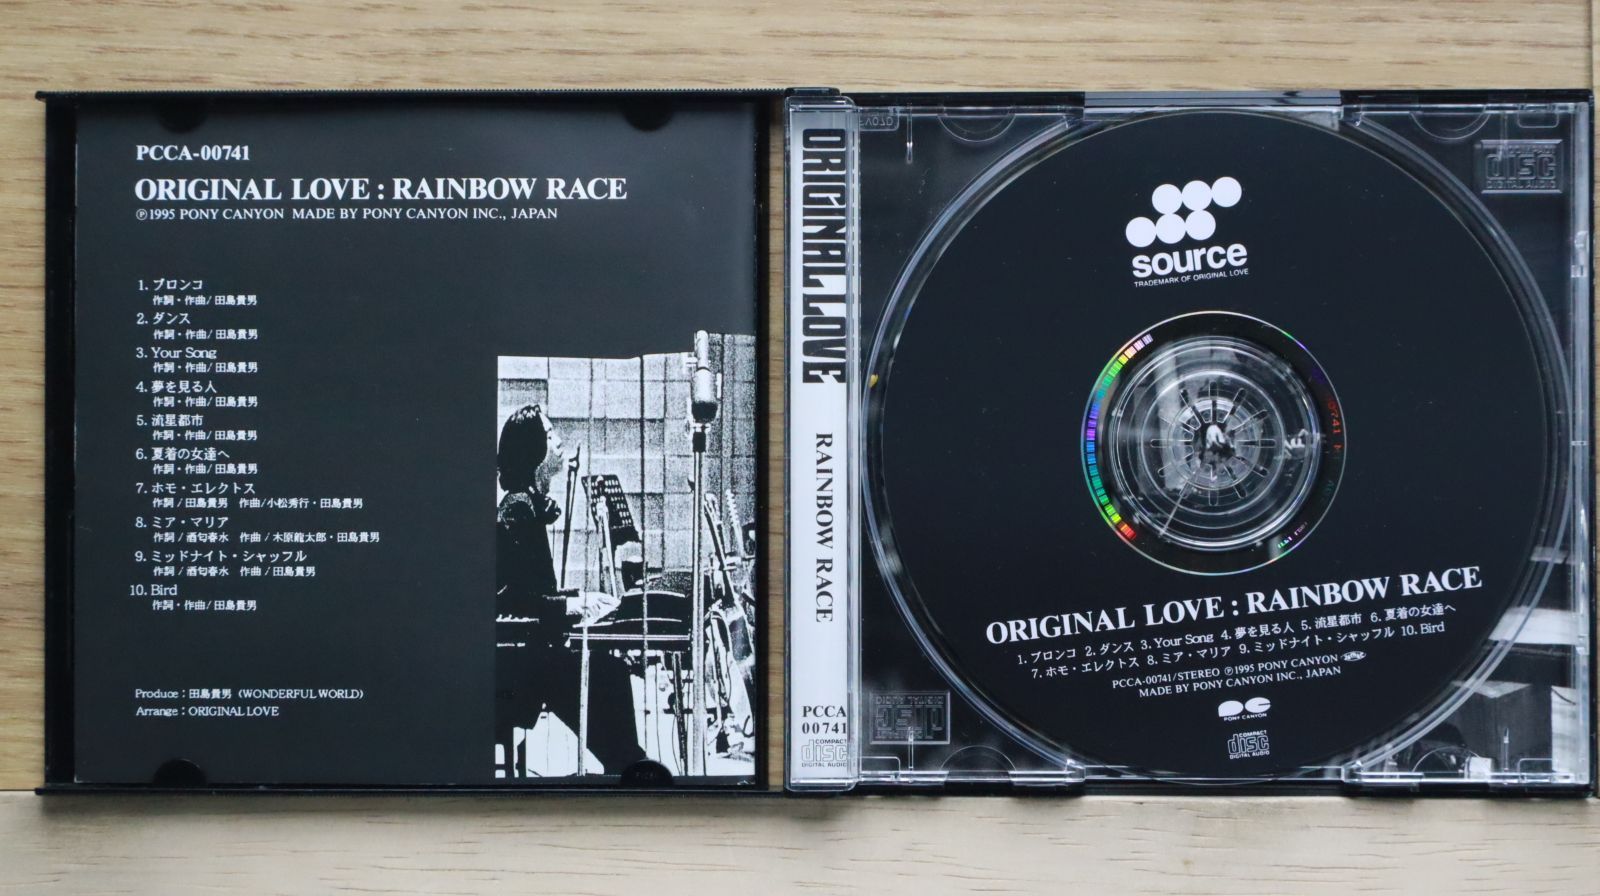 PCCA-00741
ORIGINAL LOVE : RAINBOW RACE
℗1995 PONY CANYON MADE BY PONY CANYON INC., JAPAN
1. ブロンコ
作詞・作曲/田島貴男
2. ダンス
作詞・作曲/田島貴男
3. Your Song
作詞・作曲/田島貴男
4. 夢を見る人
作詞・作曲/田島貴男
5. 流星都市
作詞・作曲/田島貴男
6. 夏着の女達へ
作詞・作曲/田島貴男
7. ホモ・エレクトス
作詞/田島貴男 作曲/小松秀行・田島貴男
8. ミア・マリア
作詞/酒匂春水 作曲/木原龍太郎・田島貴男
9. ミッドナイト・シャッフル
作詞/酒匂春水 作曲/田島貴男
10. Bird
作詞・作曲/田島貴男
Produce : 田島貴男 (WONDERFUL WORLD)
Arrange : ORIGINAL LOVE
ORIGINAL LOVE
RAINBOW RACE
PCCA
00741
COMPACT
disc
DIGITAL AUDIO
source
TRADEMARK OF ORIGINAL LOVE
ORIGINAL LOVE : RAINBOW RACE
1. ブロンコ 2. ダンス 3. Your Song 4. 夢を見る人 5. 流星都市 6. 夏着の女達へ
7. ホモ・エレクトス 8. ミア・マリア 9. ミッドナイト・シャッフル 10. Bird
PCCA-00741/STEREO ℗1995 PONY CANYON
MADE BY PONY CANYON INC., JAPAN
PONY CANYON
COMPACT
disc
DIGITAL AUDIO
COMPACT
disc
DIGITAL AUDIO